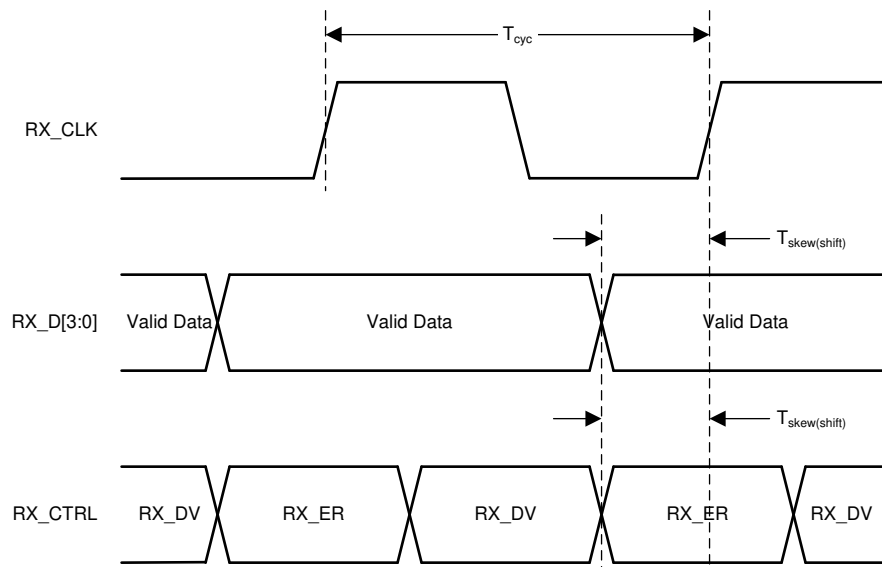 Tcyc
RX_CLK
Tskew(shift)
RX_D[3:0]
Valid Data
Valid Data
Valid Data
Tskew(shift)
RX_CTRL
RX_DV
RX_ER
RX_DV
RX_ER
RX_DV